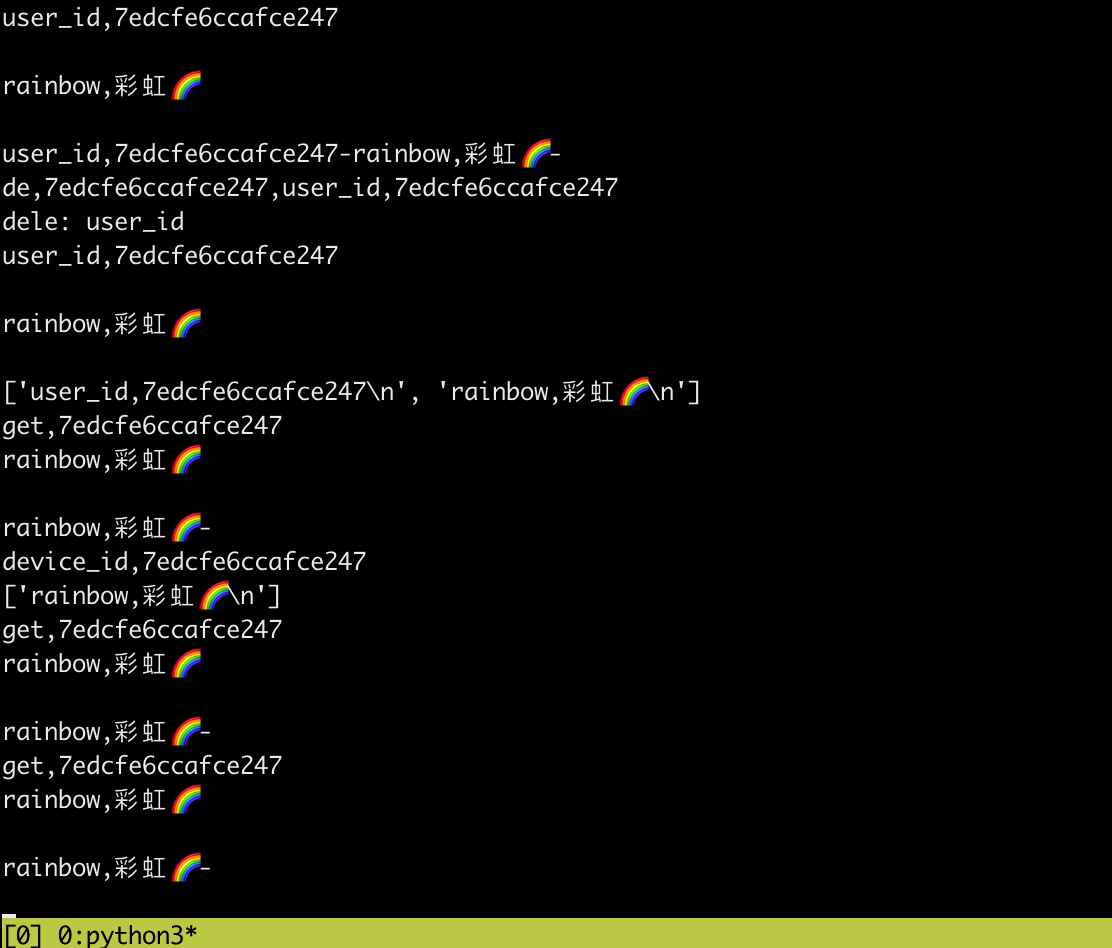 user_id,7edcfe6ccafce247
rainbow,彩虹🌈
user_id,7edcfe6ccafce247-rainbow,彩虹🌈-
de,7edcfe6ccafce247,user_id,7edcfe6ccafce247
dele: user_id
user_id,7edcfe6ccafce247
rainbow,彩虹🌈
['user_id,7edcfe6ccafce247\n', 'rainbow,彩虹🌈\n']
get,7edcfe6ccafce247
rainbow,彩虹🌈
rainbow,彩虹🌈-
device_id,7edcfe6ccafce247
['rainbow,彩虹🌈\n']
get,7edcfe6ccafce247
rainbow,彩虹🌈
rainbow,彩虹🌈-
get,7edcfe6ccafce247
rainbow,彩虹🌈
rainbow,彩虹🌈-
[0] 0:python3*